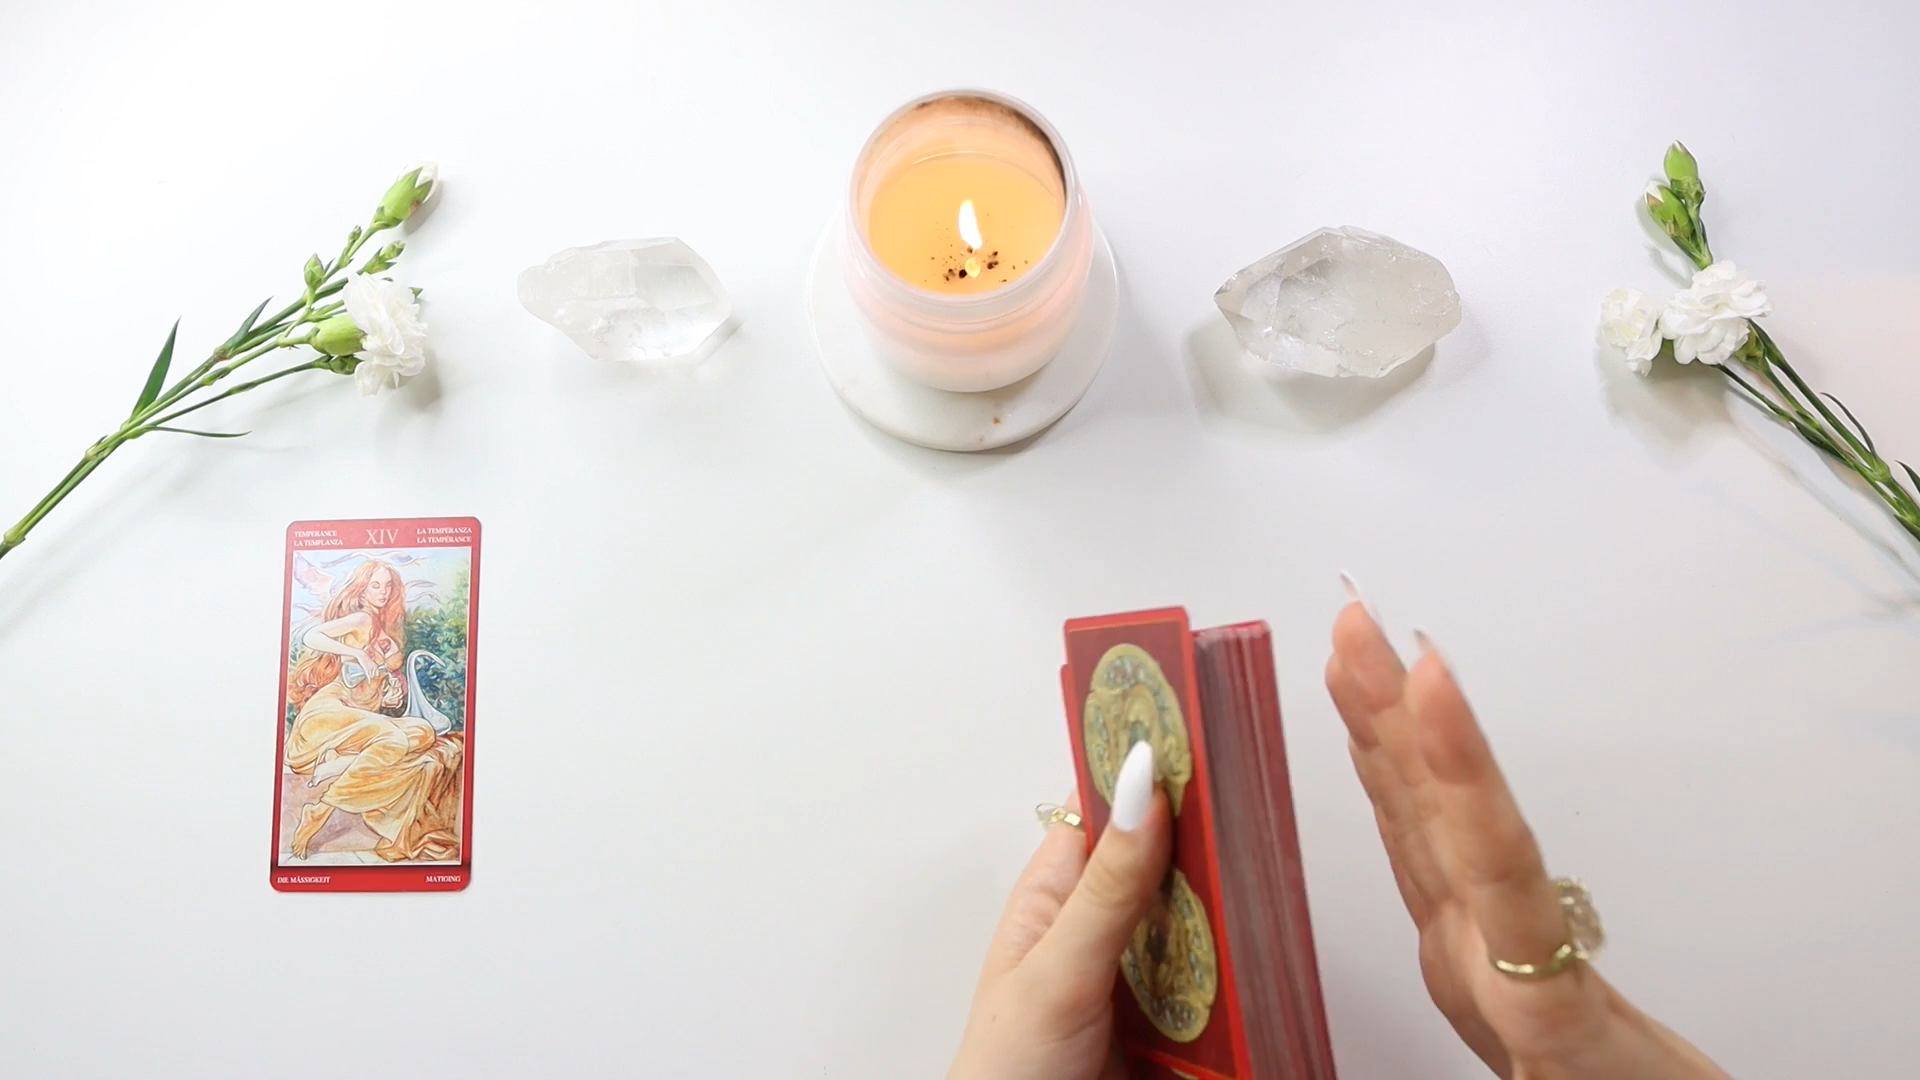 TEMPERANCE XIV LA TEMPERANZA
LA TEMPLANZA LA TEMPÉRANCE
DIE MÄSSIGKEIT MATIGING